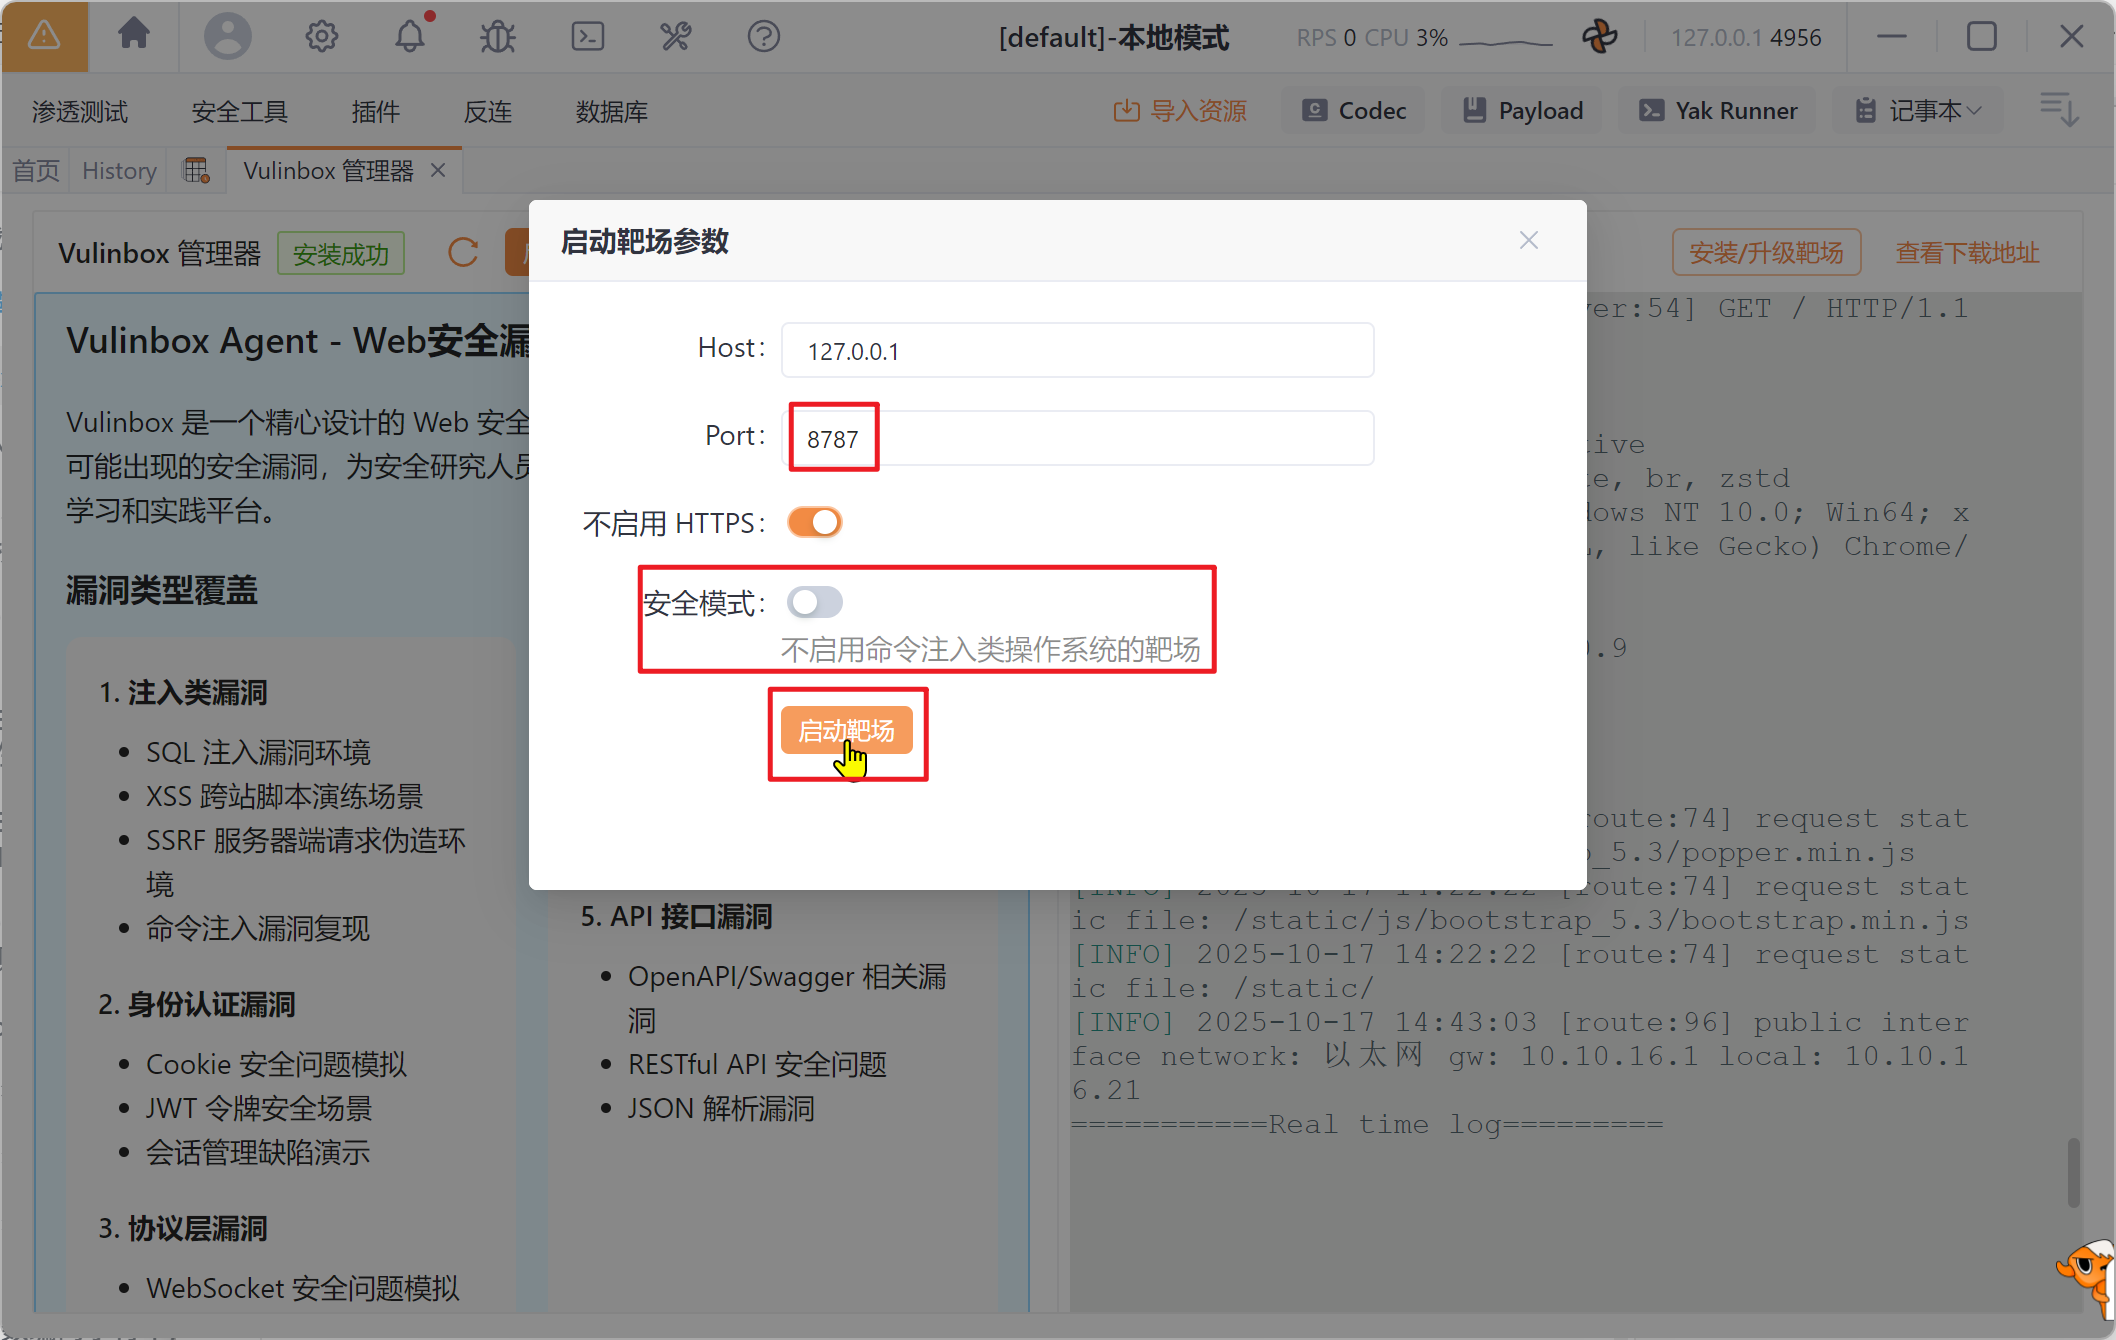 [default]-本地模式
RPS 0 CPU 3%
127.0.0.1 4956
渗透测试
安全工具
插件
反连
数据库
导入资源
Codec
Payload
Yak Runner
记事本
首页
History
Vulinbox 管理器
Vulinbox 管理器
安装成功
安装/升级靶场
查看下载地址
启动靶场参数
Host:
127.0.0.1
Port:
8787
不启用 HTTPS:
安全模式:
不启用命令注入类操作系统的靶场
启动靶场
Vulinbox Agent - Web安全漏
Vulinbox 是一个精心设计的 Web 安全
可能出现的安全漏洞，为安全研究人员
学习和实践平台。
漏洞类型覆盖
1. 注入类漏洞
SQL 注入漏洞环境
XSS 跨站脚本演练场景
SSRF 服务器端请求伪造环
境
命令注入漏洞复现
2. 身份认证漏洞
Cookie 安全问题模拟
JWT 令牌安全场景
会话管理缺陷演示
3. 协议层漏洞
WebSocket 安全问题模拟
5. API 接口漏洞
OpenAPI/Swagger 相关漏
洞
RESTful API 安全问题
JSON 解析漏洞
ver:54] GET / HTTP/1.1
tive
te, br, zstd
dows NT 10.0; Win64; x
L, like Gecko) Chrome/
0.9
route:74] request stat
p_5.3/popper.min.js
[INFO] 2025-10-17 14:22:22 [route:74] request stat
ic file: /static/js/bootstrap_5.3/bootstrap.min.js
[INFO] 2025-10-17 14:22:22 [route:74] request stat
ic file: /static/
[INFO] 2025-10-17 14:43:03 [route:96] public inter
face network: 以太网 gw: 10.10.16.1 local: 10.10.1
6.21
===========Real time log=========